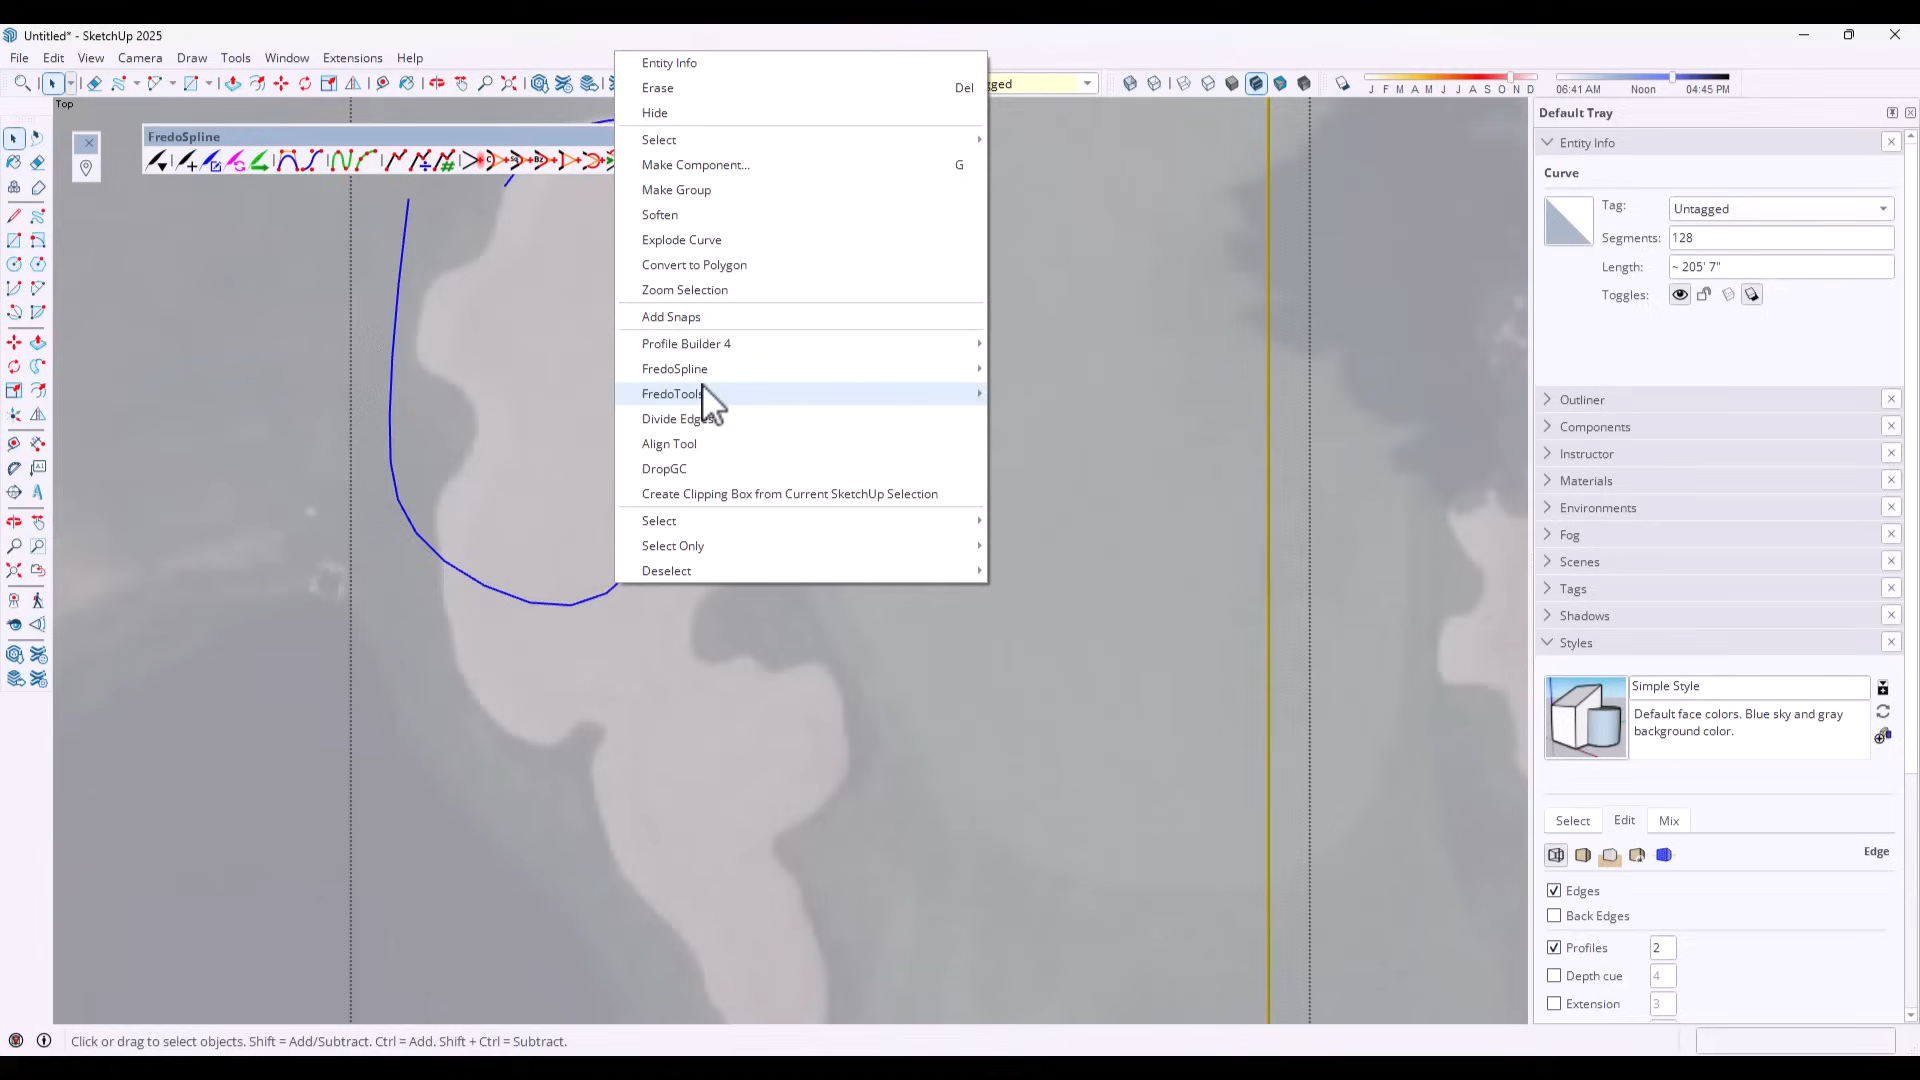 Untitled* - SketchUp 2025
File Edit View Camera Draw Tools Window Extensions Help
J F M A M J J A S O N D
06:41 AM Noon 04:45 PM
Top
FredoSpline
Entity Info
Erase Del
Hide
Select
Make Component... G
Make Group
Soften
Explode Curve
Convert to Polygon
Zoom Selection
Add Snaps
Profile Builder 4
FredoSpline
FredoTools
Divide Edges
Align Tool
DropGC
Create Clipping Box from Current SketchUp Selection
Select
Select Only
Deselect
Default Tray
Entity Info
Curve
Tag: Untagged
Segments: 128
Length: ~ 205' 7"
Toggles:
Outliner
Components
Instructor
Materials
Environments
Fog
Scenes
Tags
Shadows
Styles
Simple Style
Default face colors. Blue sky and gray
background color.
Select Edit Mix
Edge
Edges
Back Edges
Profiles 2
Depth cue 4
Extension 3
Click or drag to select objects. Shift = Add/Subtract. Ctrl = Add. Shift + Ctrl = Subtract.